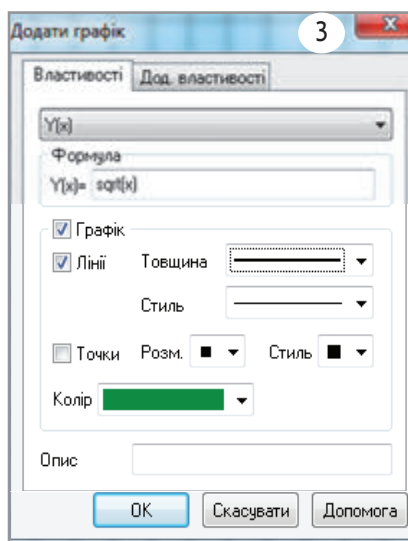 Додати графік
3
Властивості Дод. властивості
Y(x)
Формула
Y(x)= sqrt(x)
Графік
Лінії Товщина
Стиль
Точки Розм. Стиль
Колір
Опис
OK Скасувати Допомога